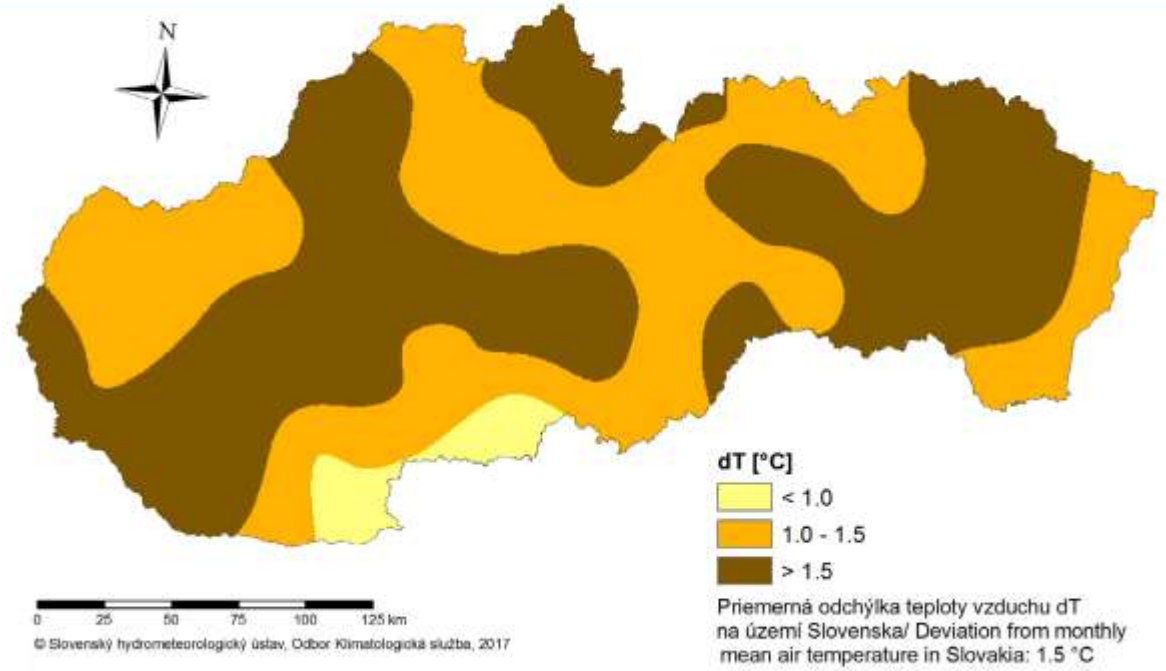 N
dT [°C]
< 1.0
1.0 - 1.5
> 1.5
0 25 50 75 100 125 km
© Slovenský hydrometeorologický ústav, Odbor Klimatologická služba, 2017
Priemerná odchýlka teploty vzduchu dT
na území Slovenska/ Deviation from monthly
mean air temperature in Slovakia: 1.5 °C